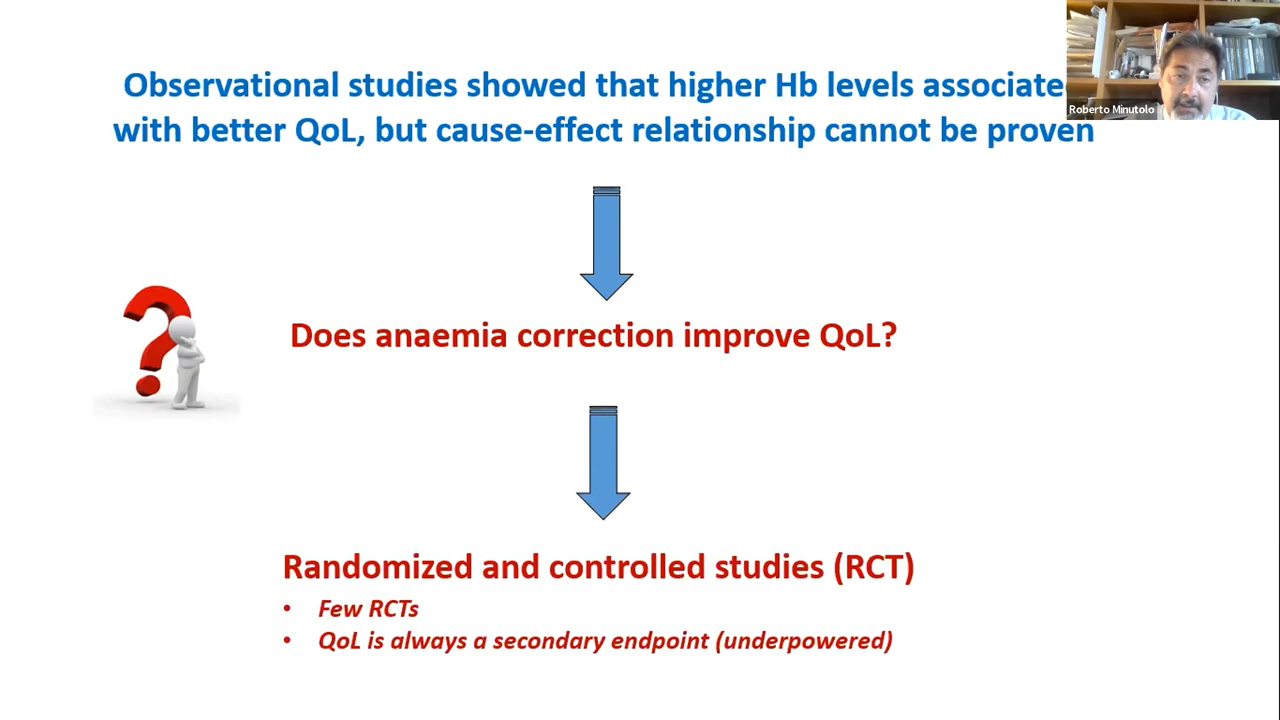 Observational studies showed that higher Hb levels associate
Roberto Minutolo
with better QoL, but cause-effect relationship cannot be proven
Does anaemia correction improve QoL?
Randomized and controlled studies (RCT)
• Few RCTs
• QoL is always a secondary endpoint (underpowered)